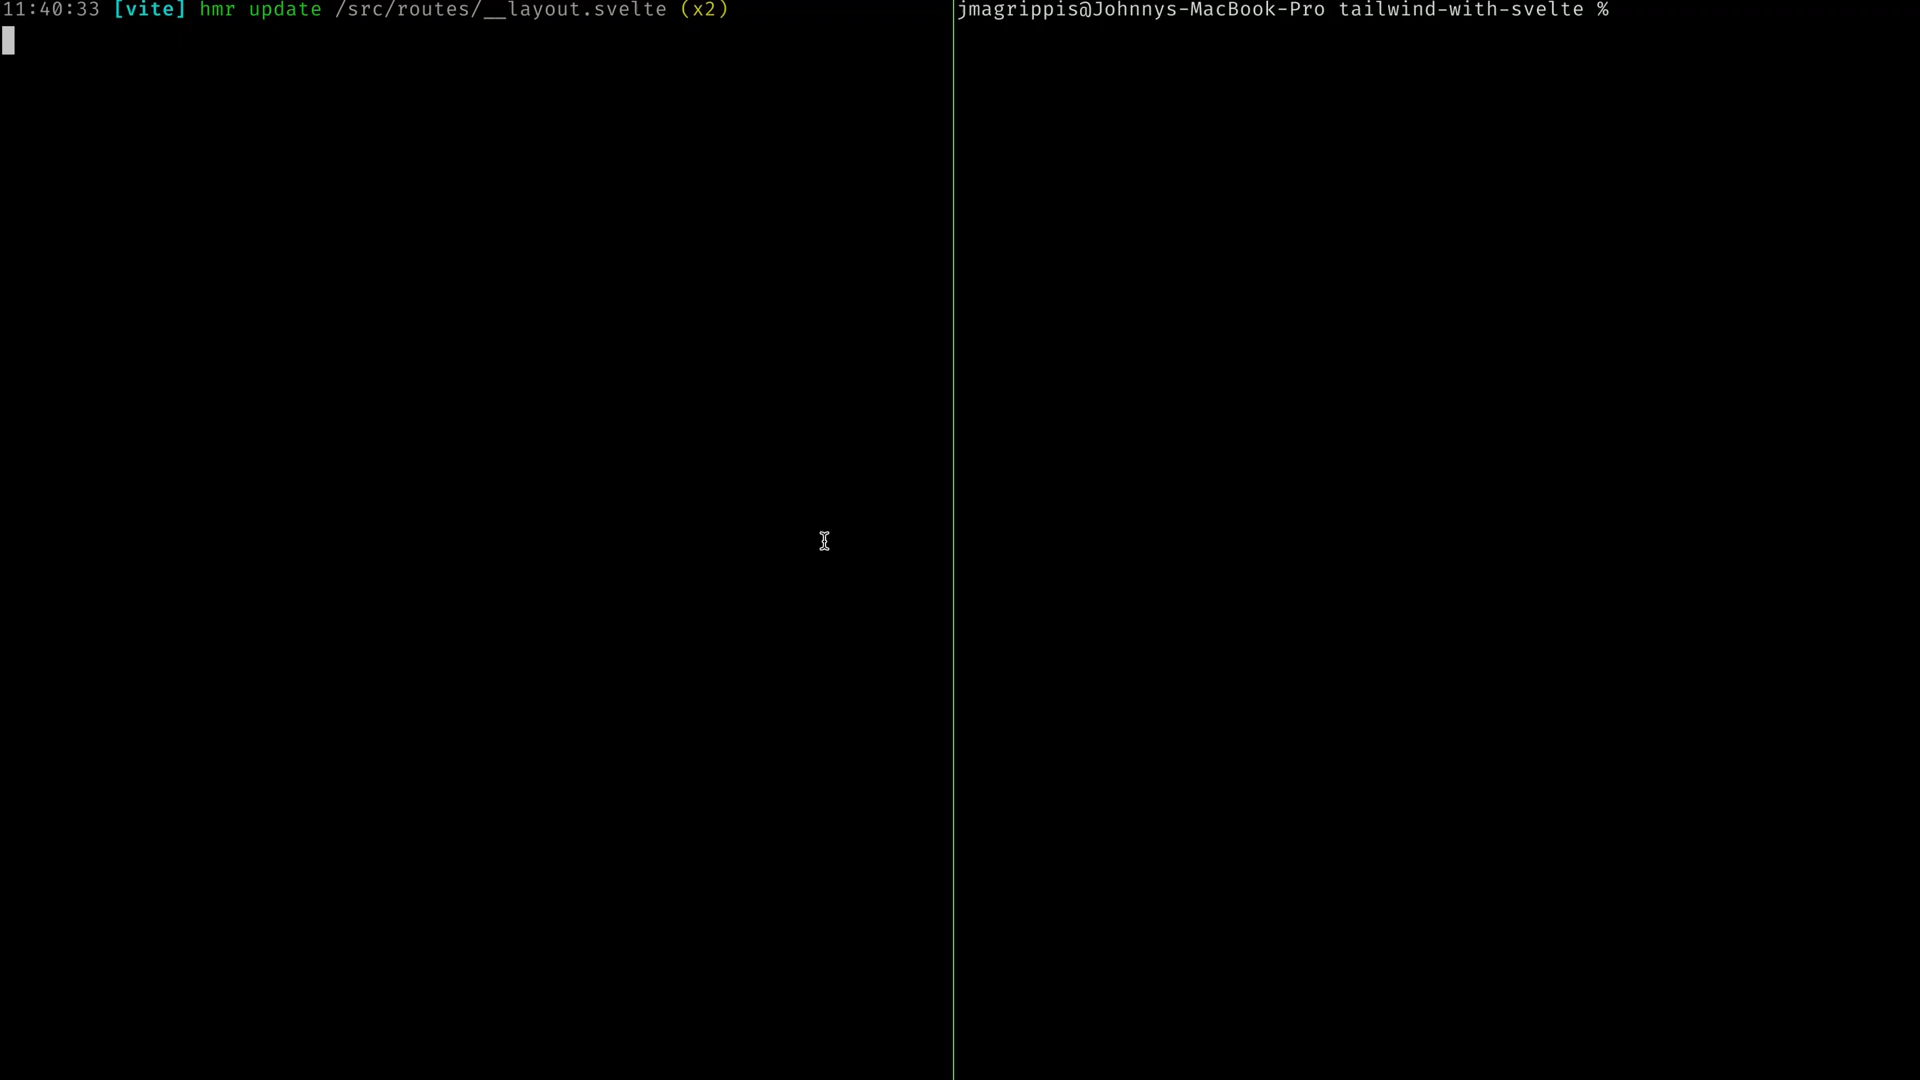 11:40:33 [vite] hmr update /src/routes/__layout.svelte (x2)
jmagrippis@Johnnys-MacBook-Pro tailwind-with-svelte %